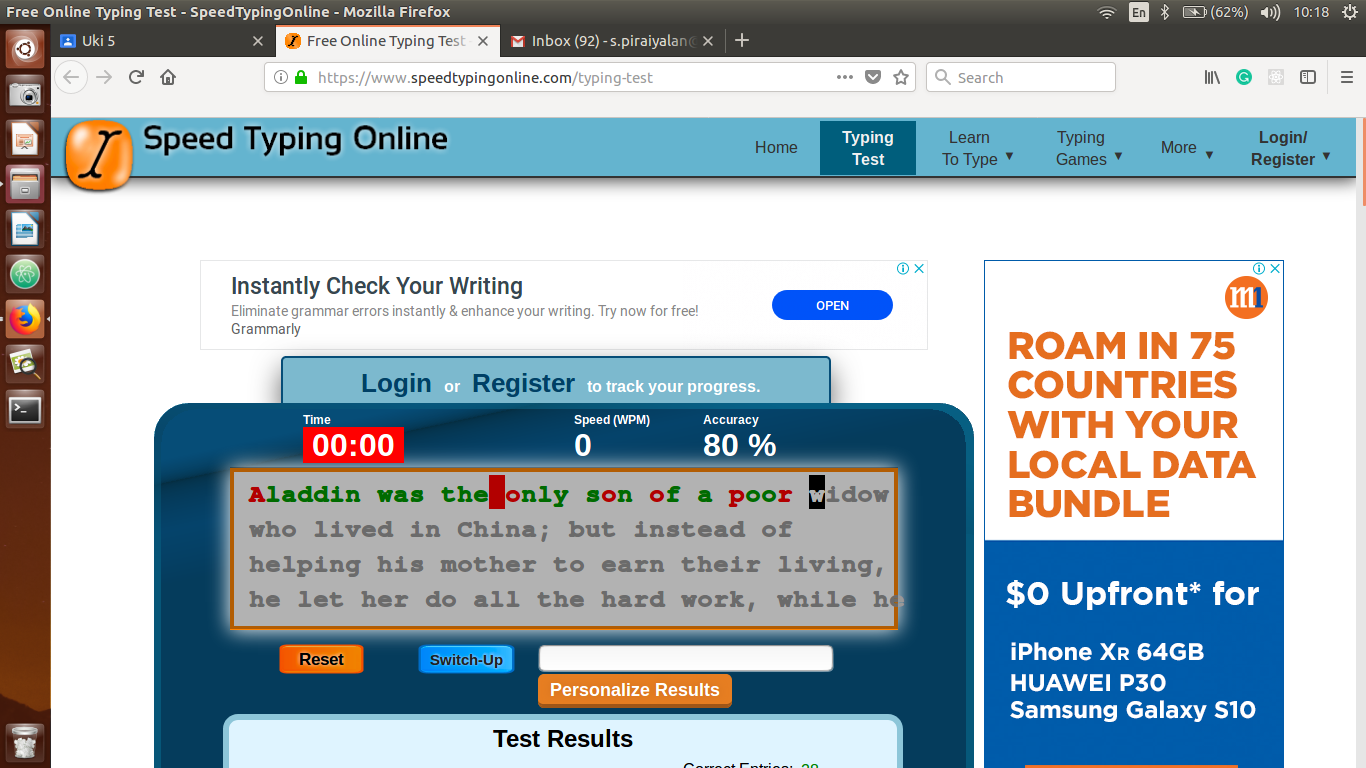 Free Online Typing Test - SpeedTypingOnline - Mozilla Firefox
En
(62%)
10:18
Uki 5
Free Online Typing Test
Inbox (92) - s.piraiyalan@
https://www.speedtypingonline.com/typing-test
Search
Speed Typing Online
Home
Typing
Test
Learn
To Type
Typing
Games
More
Login/
Register
Instantly Check Your Writing
Eliminate grammar errors instantly & enhance your writing. Try now for free!
Grammarly
OPEN
m1
ROAM IN 75
COUNTRIES
WITH YOUR
LOCAL DATA
BUNDLE
$0 Upfront* for
iPhone XR 64GB
HUAWEI P30
Samsung Galaxy S10
Login or Register to track your progress.
Time
Speed (WPM)
Accuracy
00:00
0
80 %
Aladdin was the only son of a poor widow
who lived in China; but instead of
helping his mother to earn their living,
he let her do all the hard work, while he
Reset
Switch-Up
Personalize Results
Test Results
Correct Entries: 28